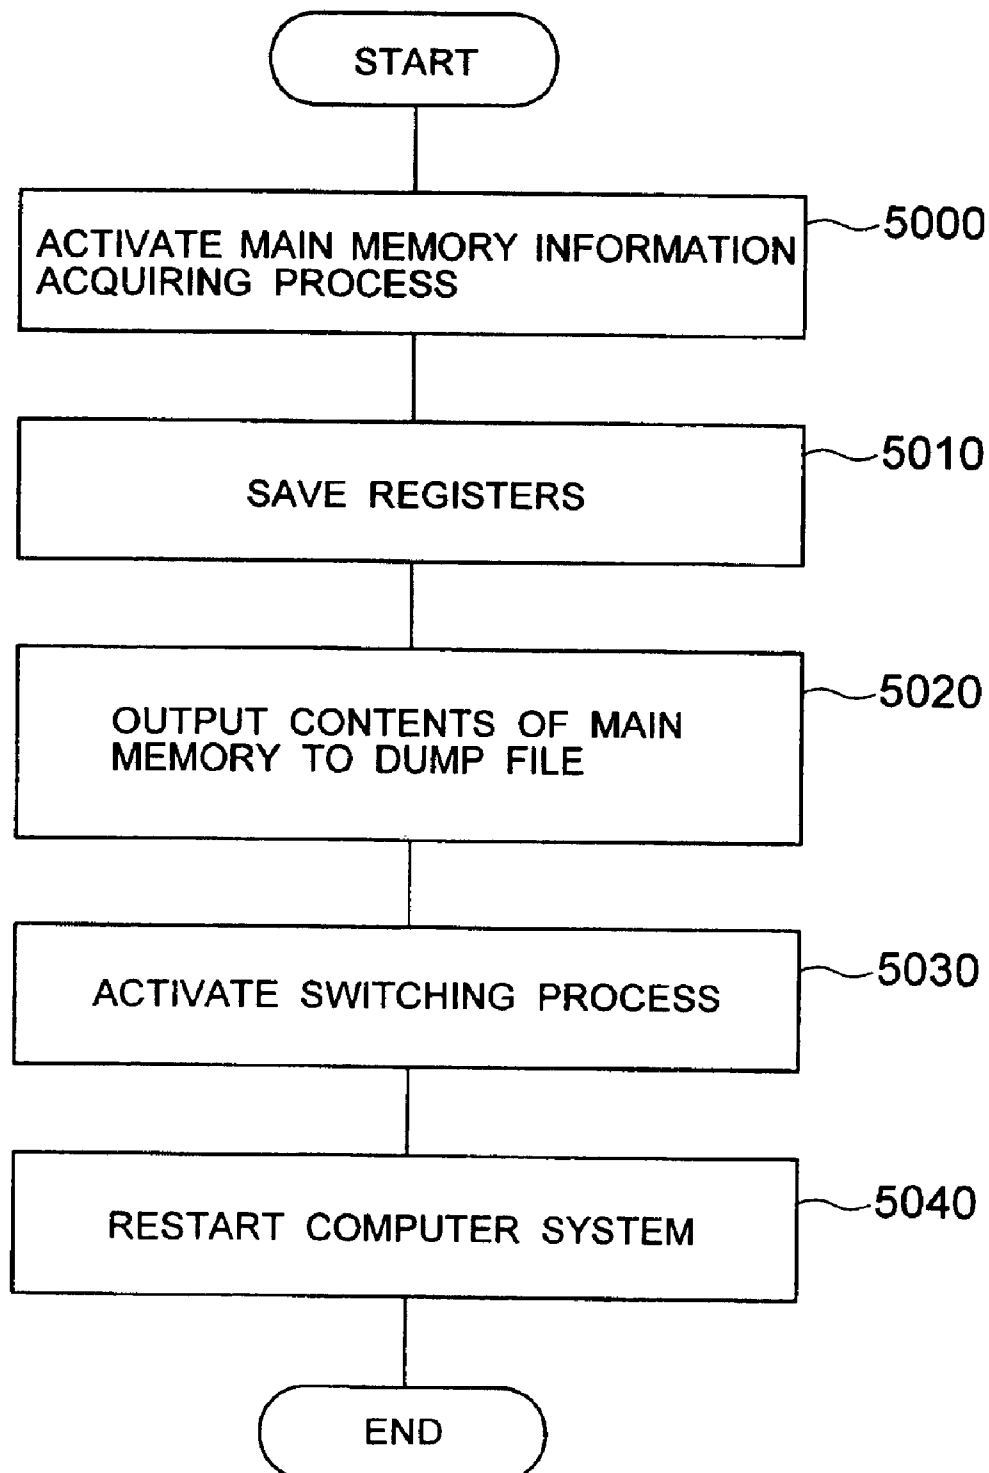 START
ACTIVATE MAIN MEMORY INFORMATION
ACQUIRING PROCESS
5000
SAVE REGISTERS
5010
OUTPUT CONTENTS OF MAIN
MEMORY TO DUMP FILE
5020
ACTIVATE SWITCHING PROCESS
5030
RESTART COMPUTER SYSTEM
5040
END